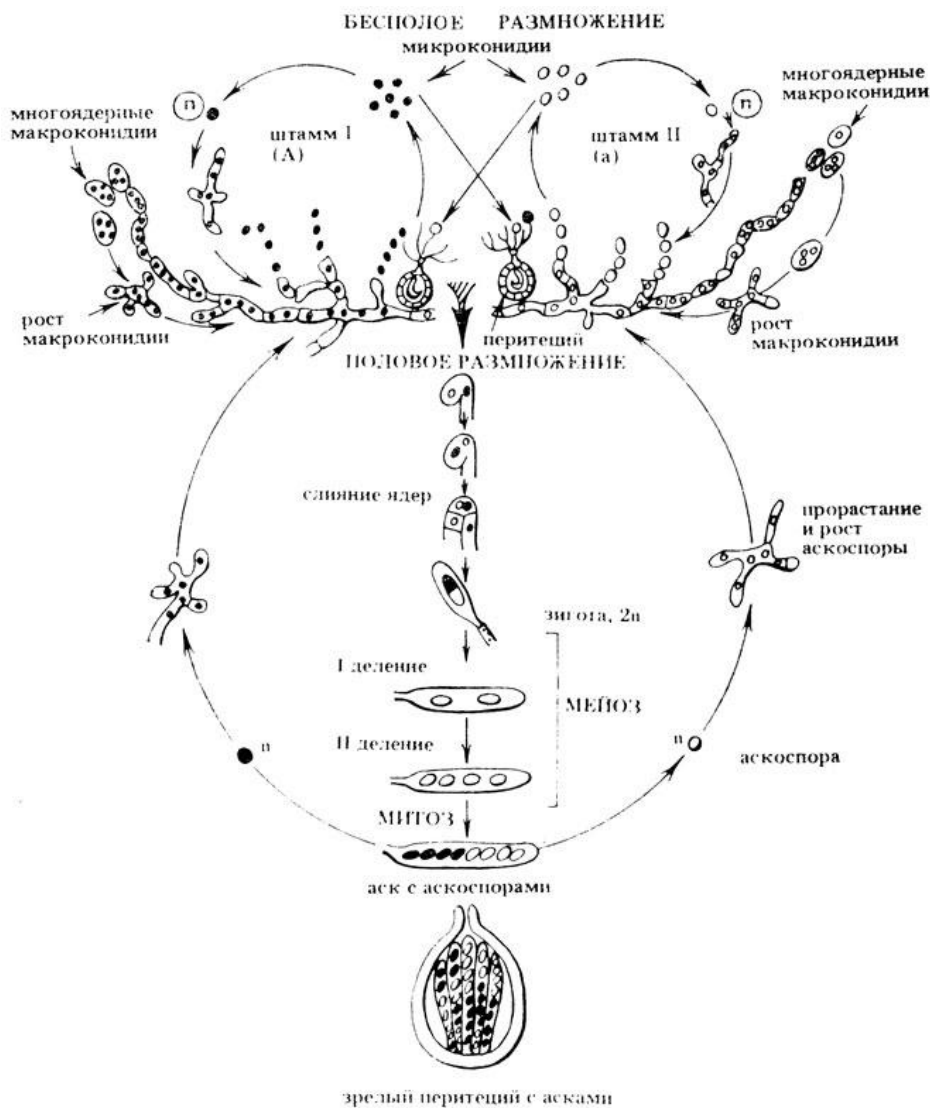 БЕСПОЛОЕ РАЗМНОЖЕНИЕ
микроконидии
многоядерные
макроконидии
n
штамм I
(A)
штамм II
(a)
n
многоядерные
макроконидии
рост
макроконидии
перитеций
рост
макроконидии
ПОЛОВОЕ РАЗМНОЖЕНИЕ
слияние ядер
прорастание
и рост
аскоспоры
зигота, 2n
I деление
МЕЙОЗ
II деление
n
n
аскоспора
МИТОЗ
аск с аскоспорами
зрелый перитеций с асками